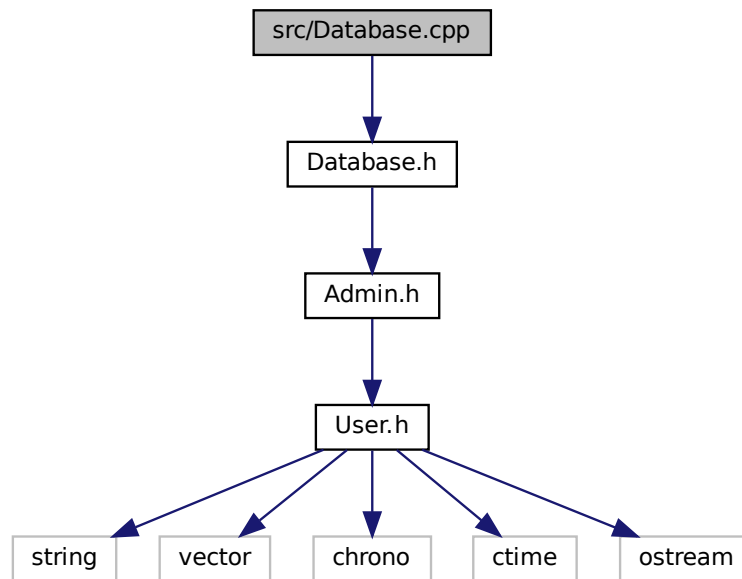 src/Database.cpp
Database.h
Admin.h
User.h
string
vector
chrono
ctime
ostream